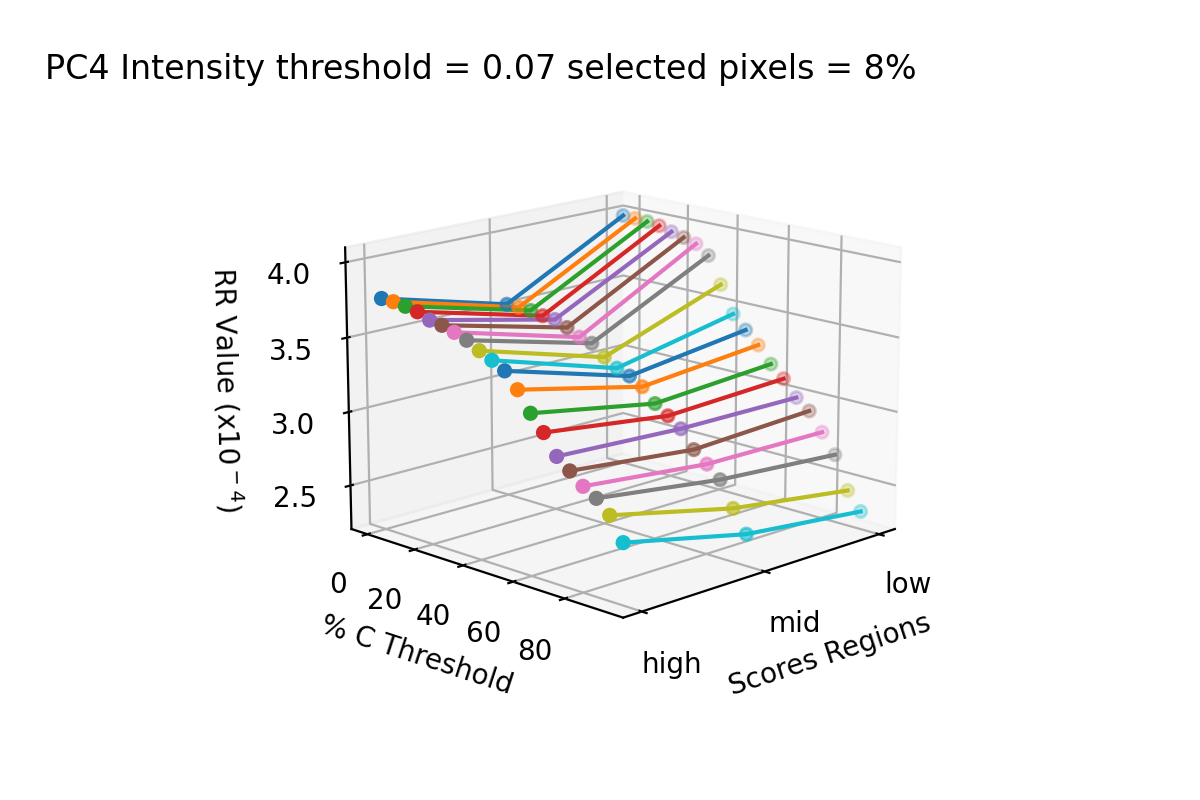 PC4 Intensity threshold = 0.07 selected pixels = 8%
4.0
3.5
3.0
2.5
RR Value (x10⁻⁴)
0
20
40
60
80
% C Threshold
high
mid
low
Scores Regions